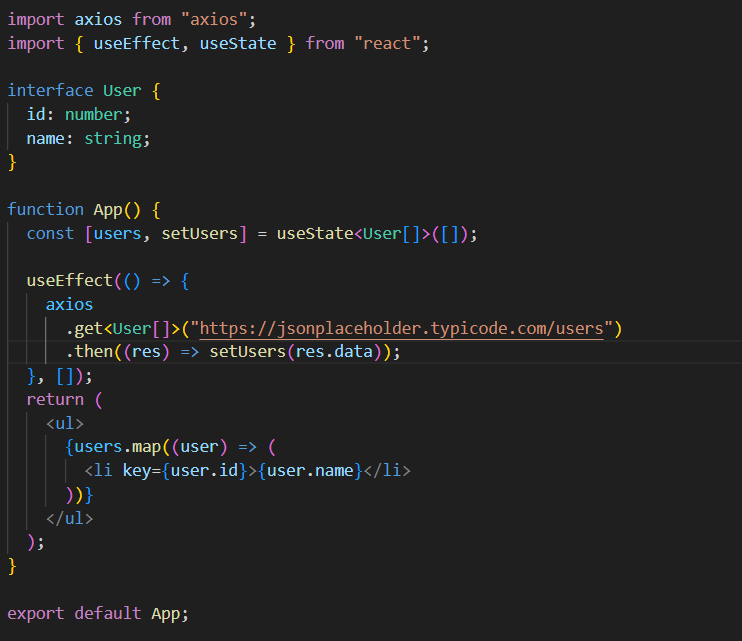 import axios from "axios";
import { useEffect, useState } from "react";

interface User {
  id: number;
  name: string;
}

function App() {
  const [users, setUsers] = useState<User[]>([]);

  useEffect(() => {
    axios
      .get<User[]>("https://jsonplaceholder.typicode.com/users")
      .then((res) => setUsers(res.data));
  }, []);
  return (
    <ul>
      {users.map((user) => (
        <li key={user.id}>{user.name}</li>
      ))}
    </ul>
  );
}

export default App;